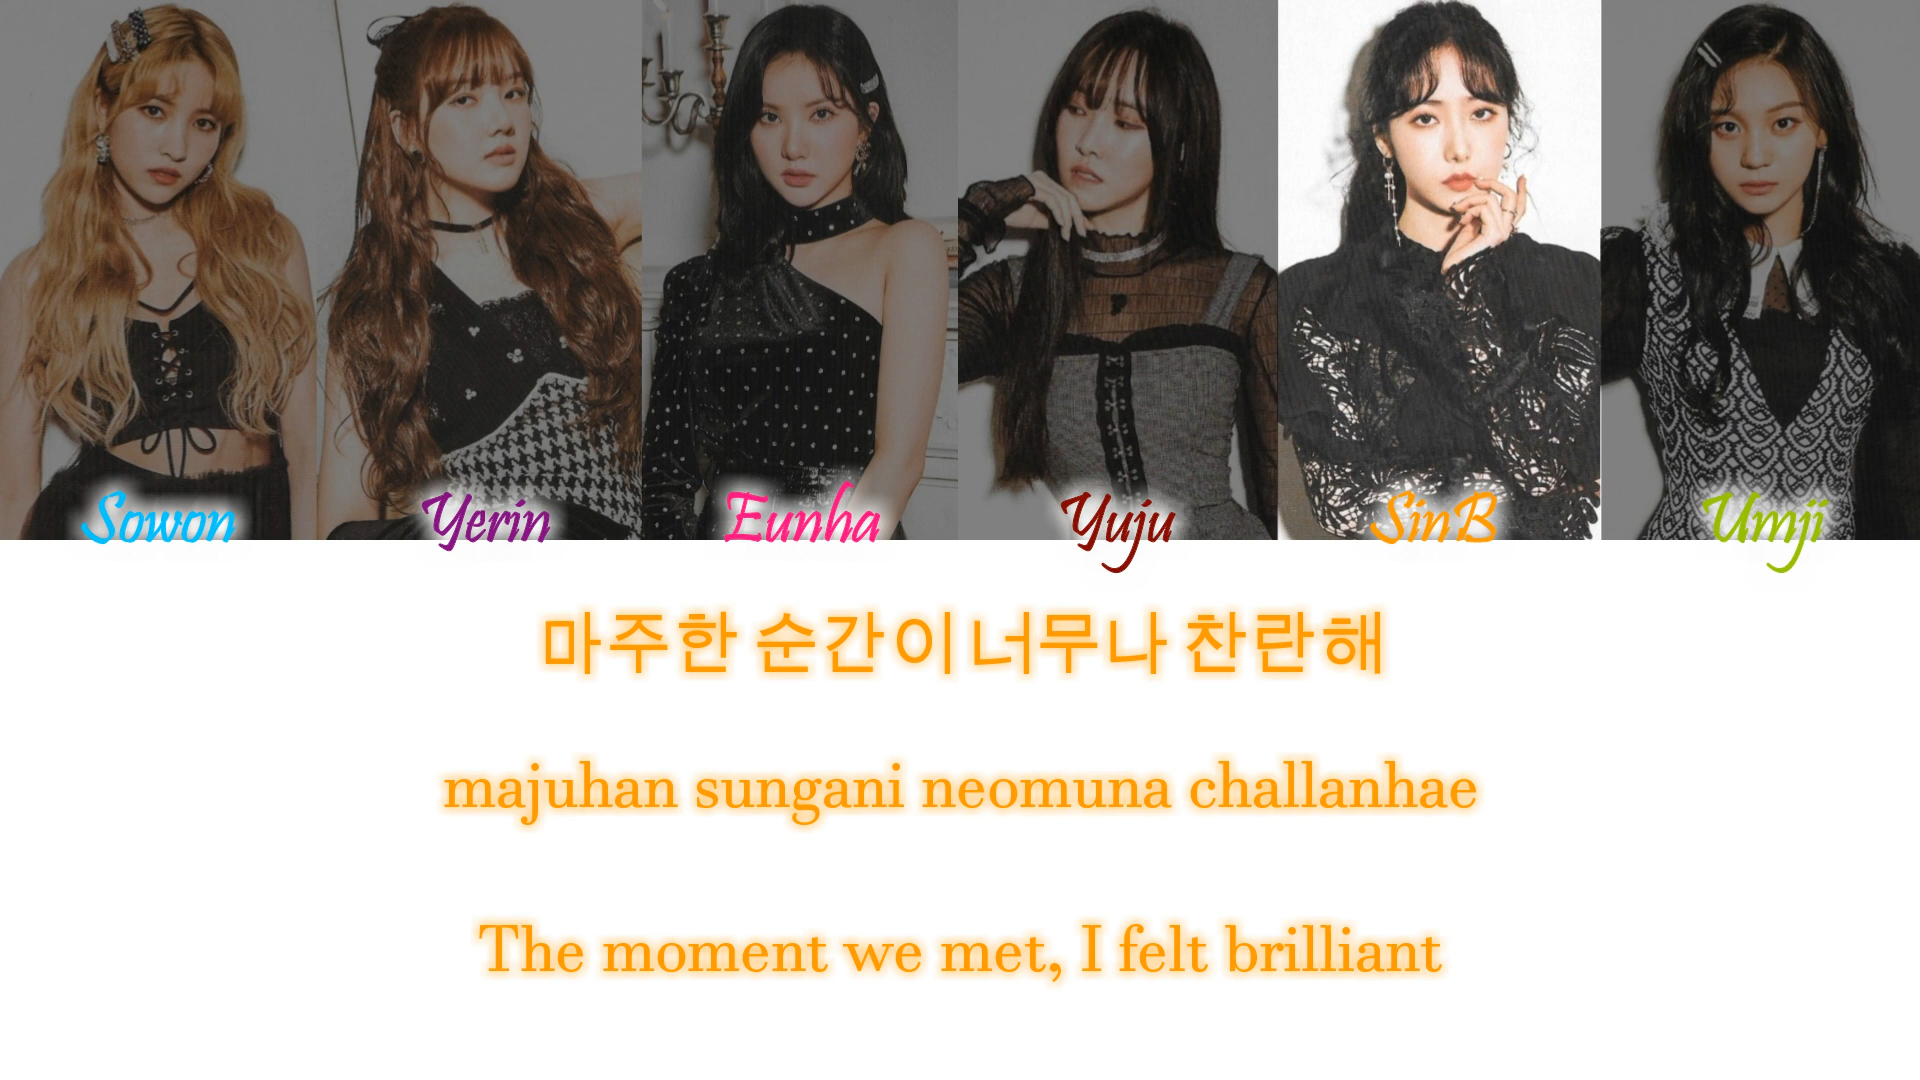 Sowon Yerin Eunha Yuju SinB Umji
마주한 순간이 너무나 찬란해
majuhan sungani neomuna challanhae
The moment we met, I felt brilliant